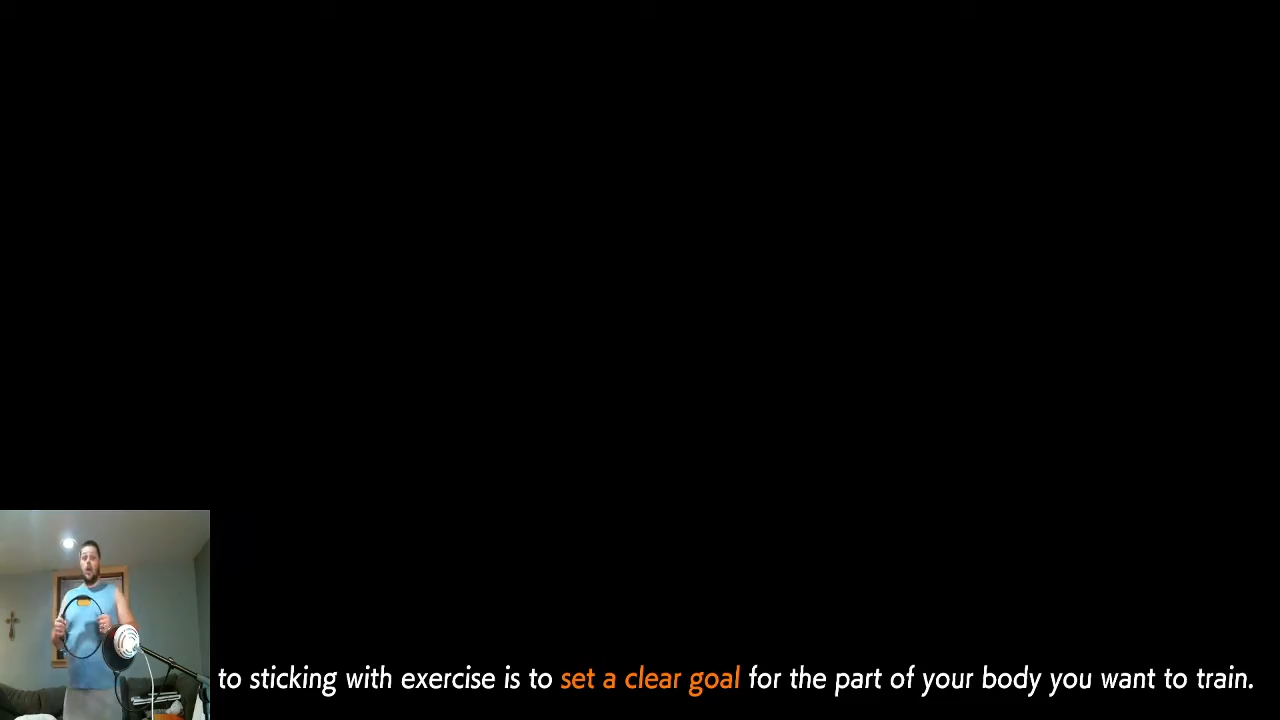 to sticking with exercise is to set a clear goal for the part of your body you want to train.